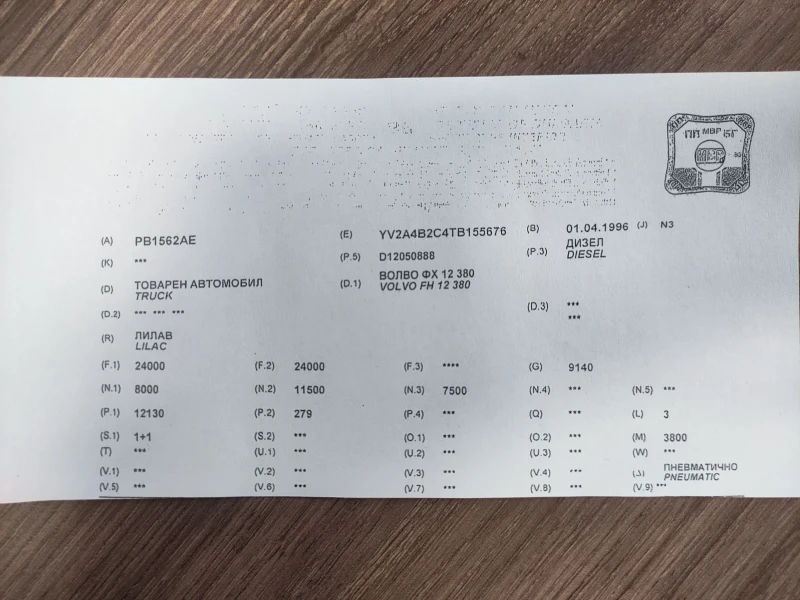 ПП МВР БГ
(A) PB1562AE (E) YV2A4B2C4TB155676 (B) 01.04.1996 (J) N3
(K) *** (P.5) D12050888 (P.3) ДИЗЕЛ
DIESEL
(D) ТОВАРЕН АВТОМОБИЛ (D.1) ВОЛВО ФХ 12 380
TRUCK VOLVO FH 12 380
(D.2) *** *** *** (D.3) ***
***
(R) ЛИЛАВ
LILAC
(F.1) 24000 (F.2) 24000 (F.3) **** (G) 9140
(N.1) 8000 (N.2) 11500 (N.3) 7500 (N.4) *** (N.5) ***
(P.1) 12130 (P.2) 279 (P.4) *** (Q) *** (L) 3
(S.1) 1+1 (S.2) *** (O.1) *** (O.2) *** (M) 3800
(T) *** (U.1) *** (U.2) *** (U.3) *** (W) ***
(V.1) *** (V.2) *** (V.3) *** (V.4) *** ПНЕВМАТИЧНО
PNEUMATIC
(V.5) *** (V.6) *** (V.7) *** (V.8) *** (V.9) ***